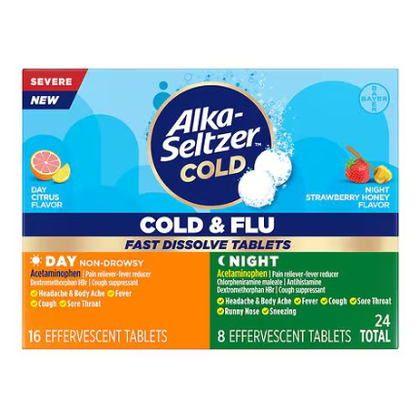 SEVERE
NEW
Alka-
Seltzer™
COLD
BAYER
BAYER
DAY
CITRUS
FLAVOR
NIGHT
STRAWBERRY HONEY
FLAVOR
COLD & FLU
FAST DISSOLVE TABLETS
DAY NON-DROWSY
Acetaminophen | Pain reliever-fever reducer
Dextromethorphan HBr | Cough suppressant
Headache & Body Ache Fever
Cough Sore Throat
16 EFFERVESCENT TABLETS
NIGHT
Acetaminophen | Pain reliever-fever reducer
Chlorpheniramine maleate | Antihistamine
Dextromethorphan HBr | Cough suppressant
Headache & Body Ache Fever Cough Sore Throat
Runny Nose Sneezing
8 EFFERVESCENT TABLETS
24
TOTAL